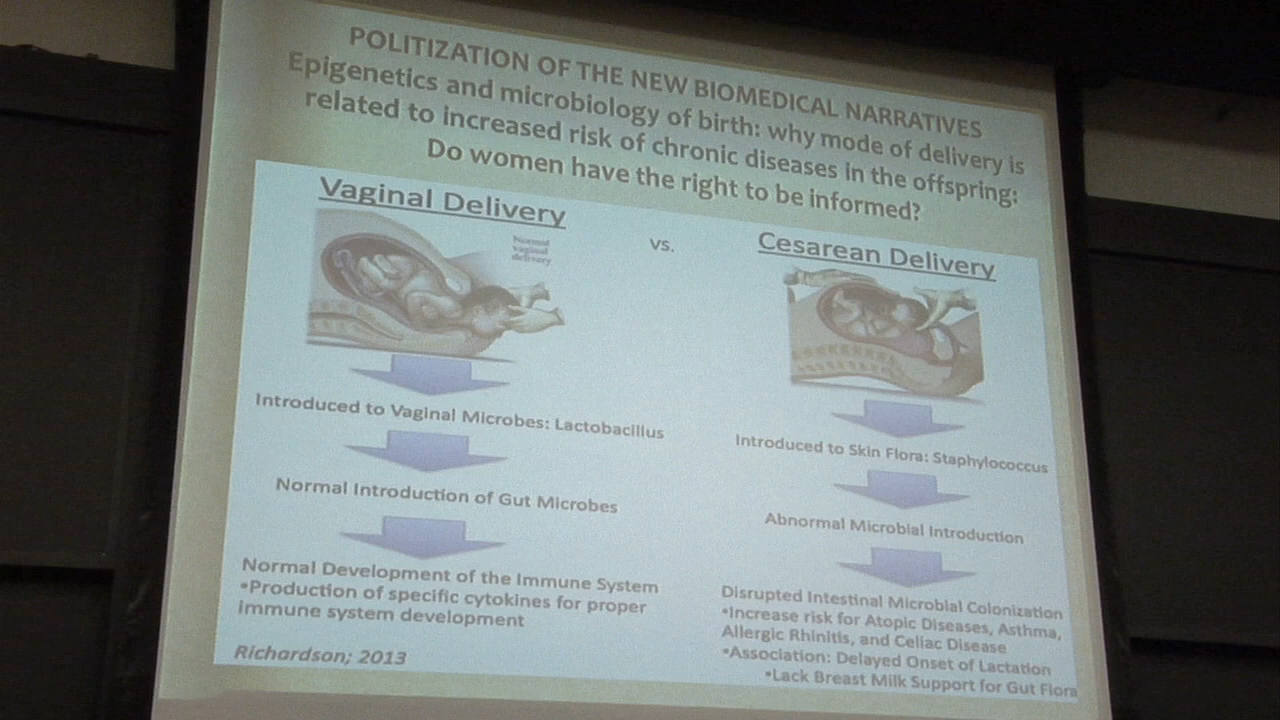 POLITIZATION OF THE NEW BIOMEDICAL NARRATIVES
Epigenetics and microbiology of birth: why mode of delivery is
related to increased risk of chronic diseases in the offspring:
Do women have the right to be informed?
Vaginal Delivery
vs.
Cesarean Delivery
Normal
vaginal
delivery
Introduced to Vaginal Microbes: Lactobacillus
Normal Introduction of Gut Microbes
Normal Development of the Immune System
•Production of specific cytokines for proper
immune system development
Richardson; 2013
Introduced to Skin Flora: Staphylococcus
Abnormal Microbial Introduction
Disrupted Intestinal Microbial Colonization
•Increase risk for Atopic Diseases, Asthma,
Allergic Rhinitis, and Celiac Disease
•Association: Delayed Onset of Lactation
•Lack Breast Milk Support for Gut Flora